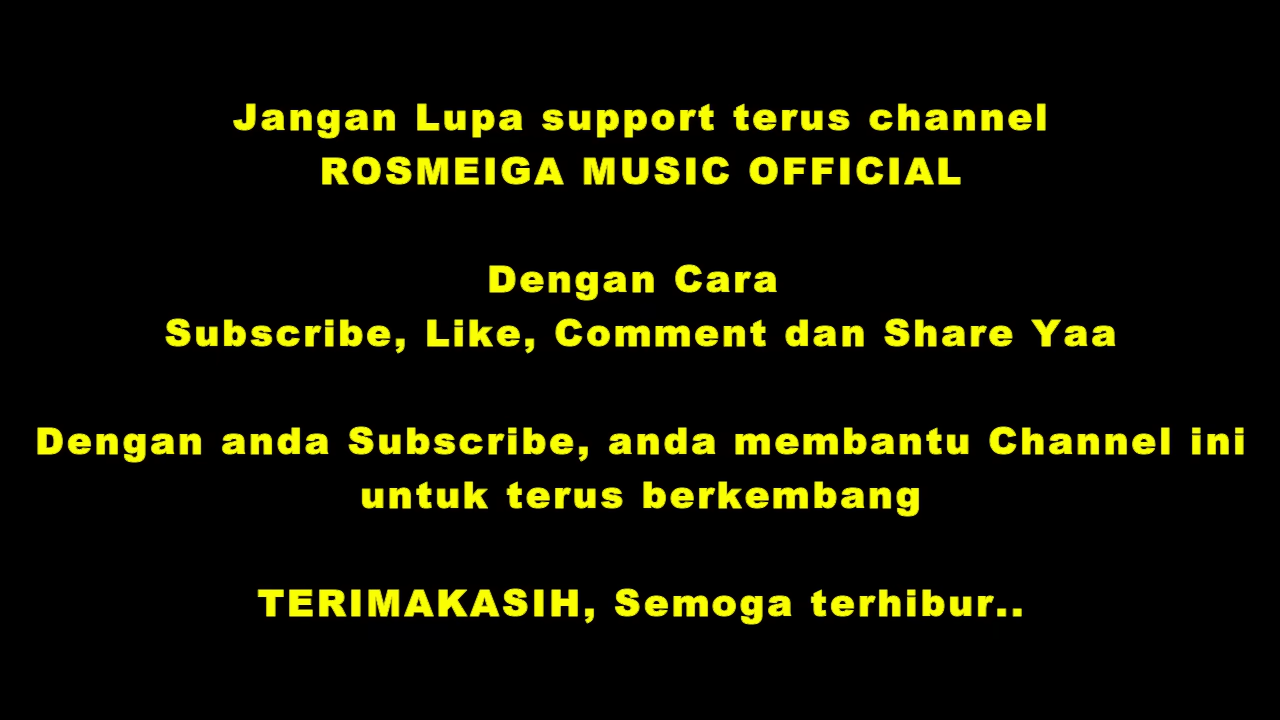 Jangan Lupa support terus channel
ROSMEIGA MUSIC OFFICIAL
Dengan Cara
Subscribe, Like, Comment dan Share Yaa
Dengan anda Subscribe, anda membantu Channel ini
untuk terus berkembang
TERIMAKASIH, Semoga terhibur..